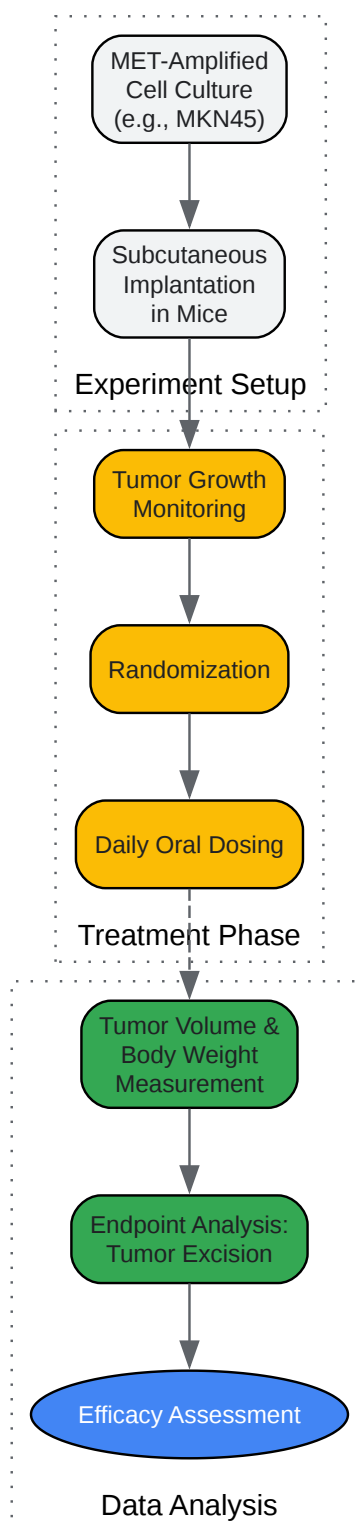 MET-Amplified
Cell Culture
(e.g., MKN45)
Subcutaneous
Implantation
in Mice
Experiment Setup
Tumor Growth
Monitoring
Randomization
Daily Oral Dosing
Treatment Phase
Tumor Volume &
Body Weight
Measurement
Endpoint Analysis:
Tumor Excision
Efficacy Assessment
Data Analysis